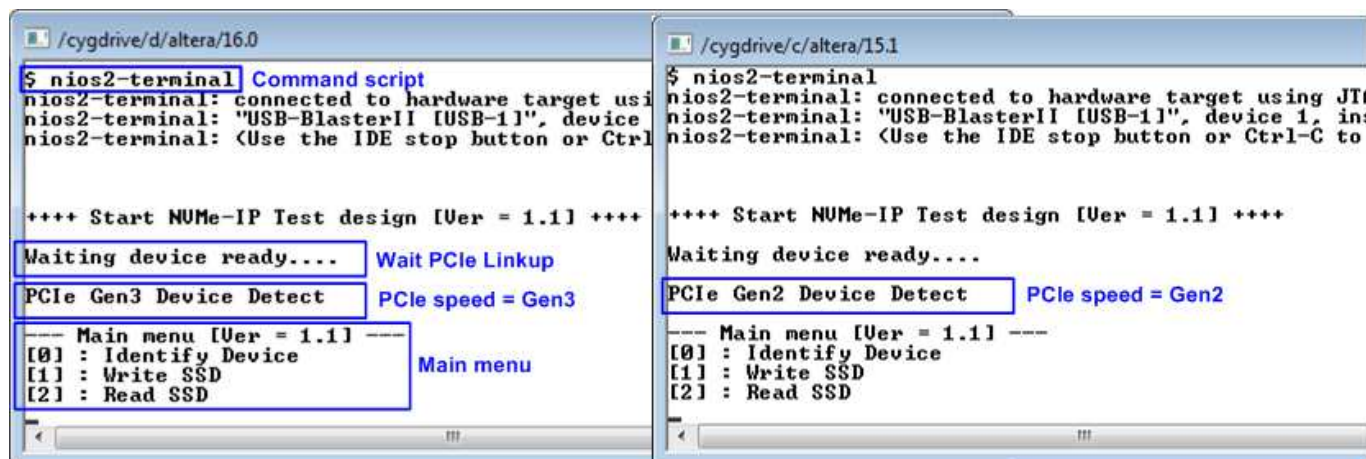 /cygdrive/d/altera/16.0
$ nios2-terminal Command script
nios2-terminal: connected to hardware target usi
nios2-terminal: "USB-BlasterII [USB-1]", device
nios2-terminal: (Use the IDE stop button or Ctrl
++++ Start NVMe-IP Test design [Ver = 1.1] ++++
Waiting device ready.... Wait PCIe Linkup
PCIe Gen3 Device Detect PCIe speed = Gen3
--- Main menu [Ver = 1.1] ---
[0] : Identify Device
[1] : Write SSD
[2] : Read SSD
Main menu
/cygdrive/c/altera/15.1
$ nios2-terminal
nios2-terminal: connected to hardware target using JT
nios2-terminal: "USB-BlasterII [USB-1]", device 1, ins
nios2-terminal: (Use the IDE stop button or Ctrl-C to
++++ Start NVMe-IP Test design [Ver = 1.1] ++++
Waiting device ready....
PCIe Gen2 Device Detect PCIe speed = Gen2
--- Main menu [Ver = 1.1] ---
[0] : Identify Device
[1] : Write SSD
[2] : Read SSD